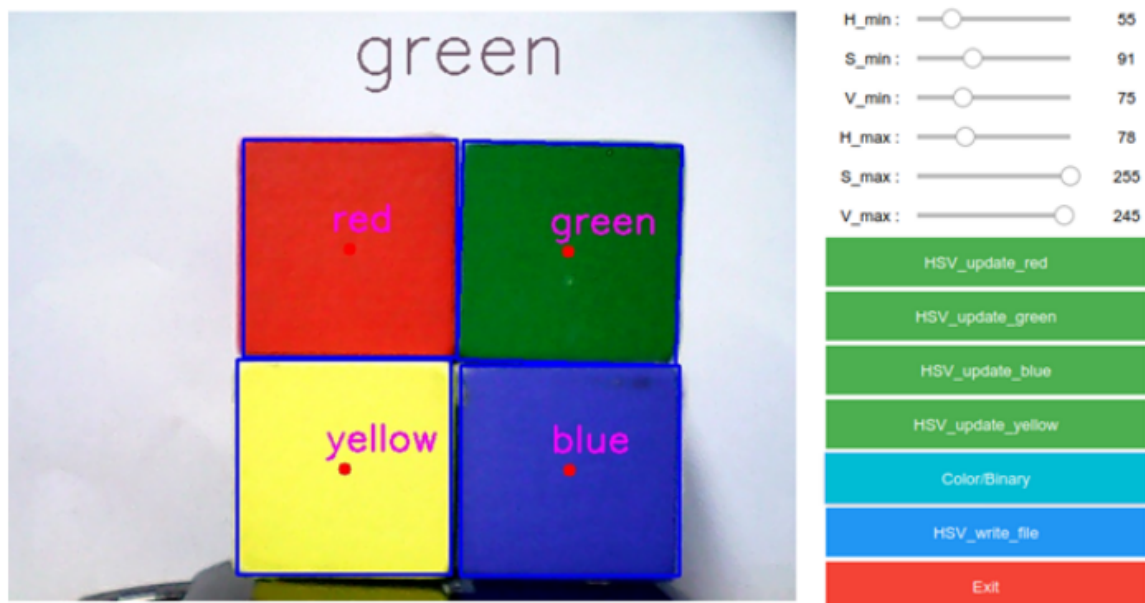 green
red
green
yellow
blue
H_min : 55
S_min : 91
V_min : 75
H_max : 78
S_max : 255
V_max : 245
HSV_update_red
HSV_update_green
HSV_update_blue
HSV_update_yellow
Color/Binary
HSV_write_file
Exit